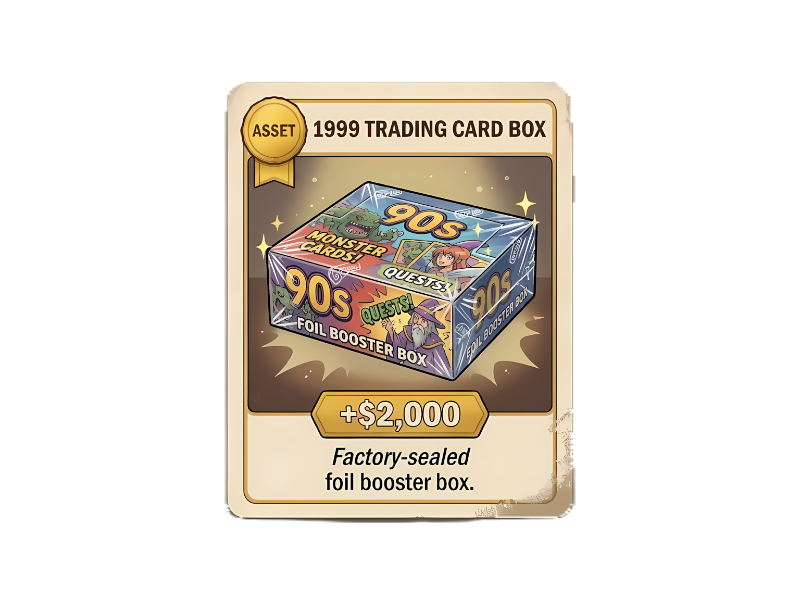 ASSET
1999 TRADING CARD BOX
90s
MONSTER
CARDS!
QUESTS!
90s
QUESTS!
FOIL BOOSTER BOX
90s
FOIL BOOSTER BOX
+$2,000
Factory-sealed
foil booster box.